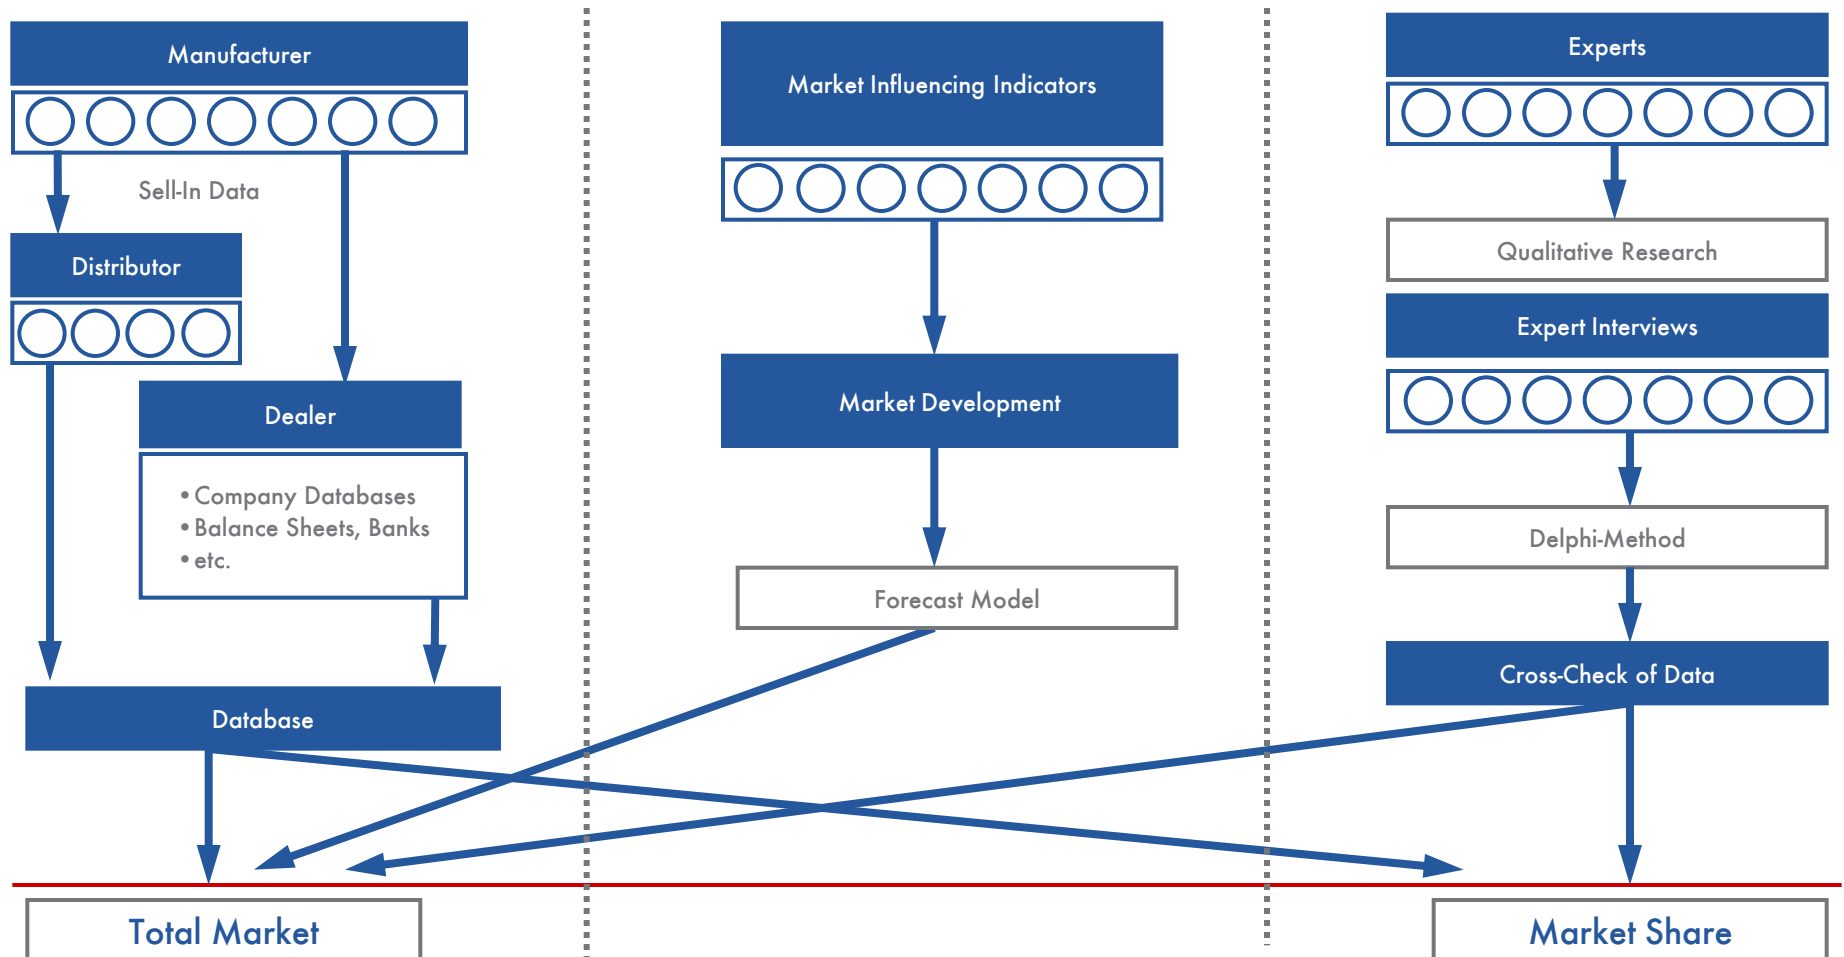 Manufacturer
Sell-In Data
Distributor
Dealer
•Company Databases
•Balance Sheets, Banks
•etc.
Database
Total Market
Market Influencing Indicators
Market Development
Forecast Model
Experts
Qualitative Research
Expert Interviews
Delphi-Method
Cross-Check of Data
Market Share